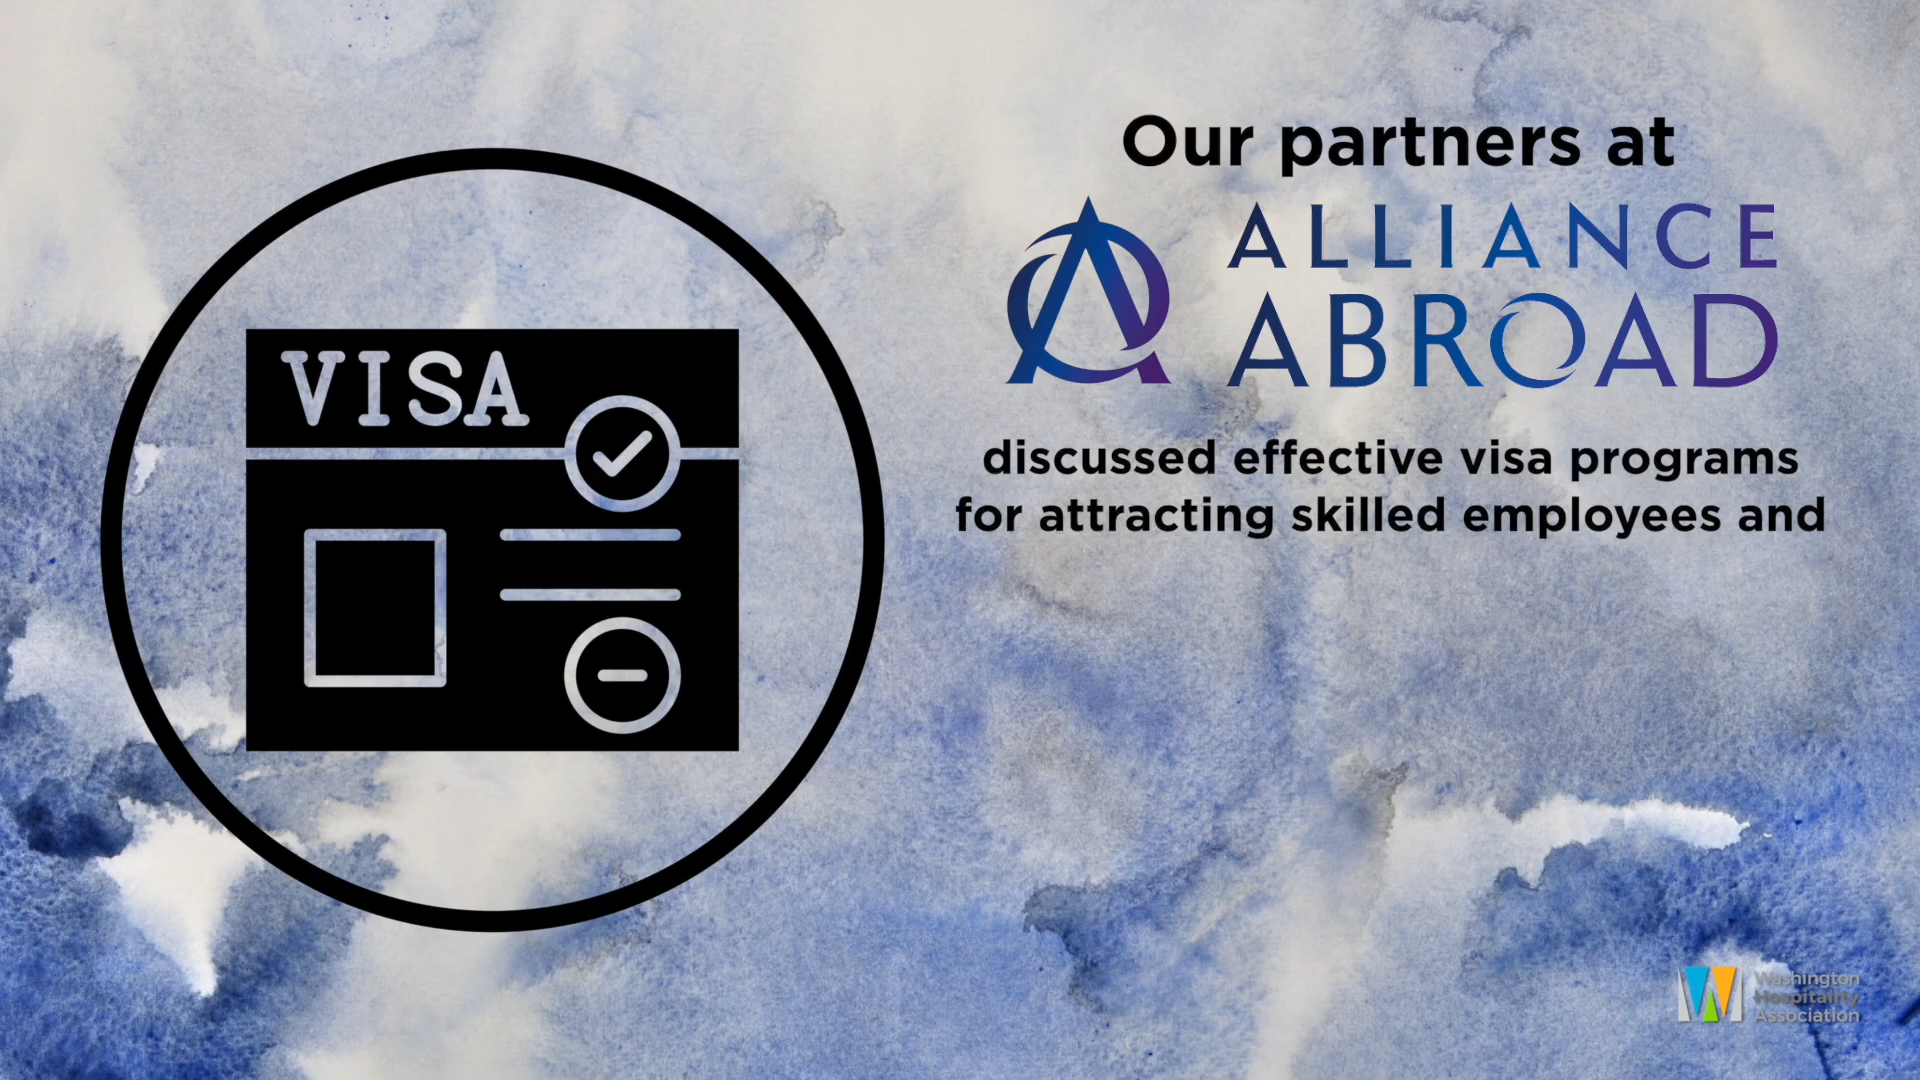 VISA
Our partners at
ALLIANCE
ABROAD
discussed effective visa programs
for attracting skilled employees and
Washington
Hospitality
Association